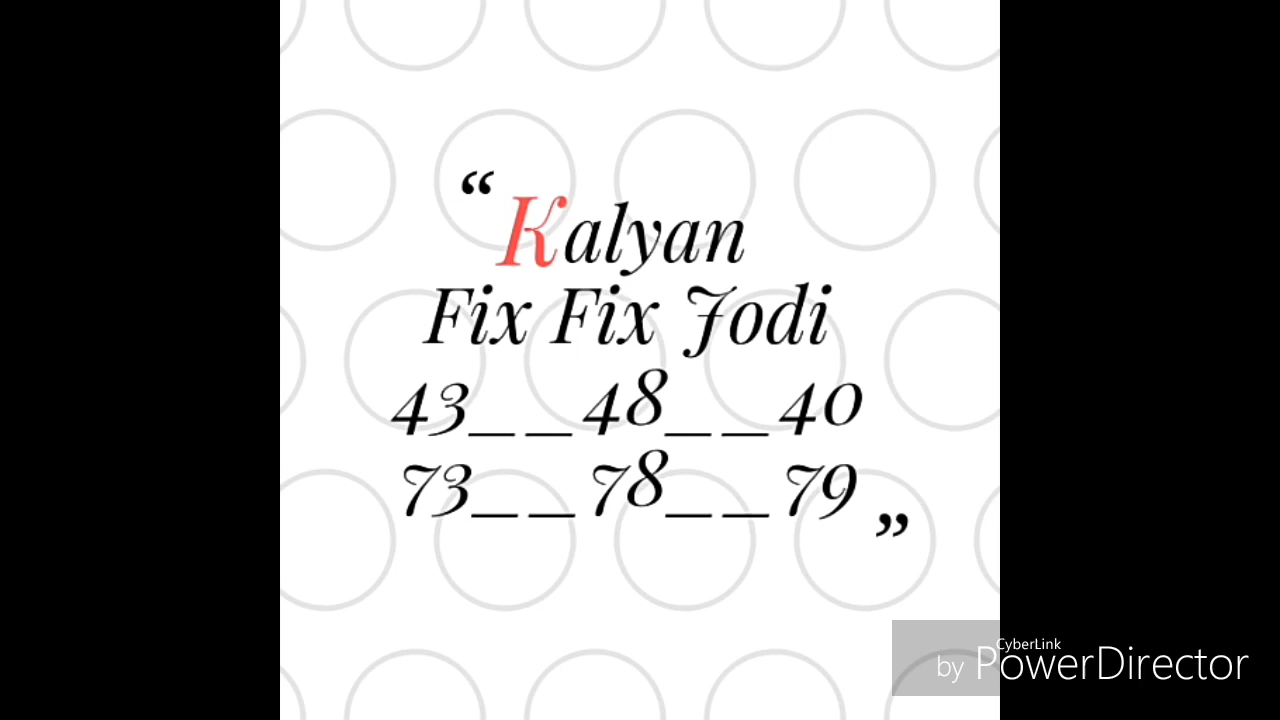 “
Kalyan
Fix Fix Jodi
43__48__40
73__78__79
”
CyberLink
by PowerDirector